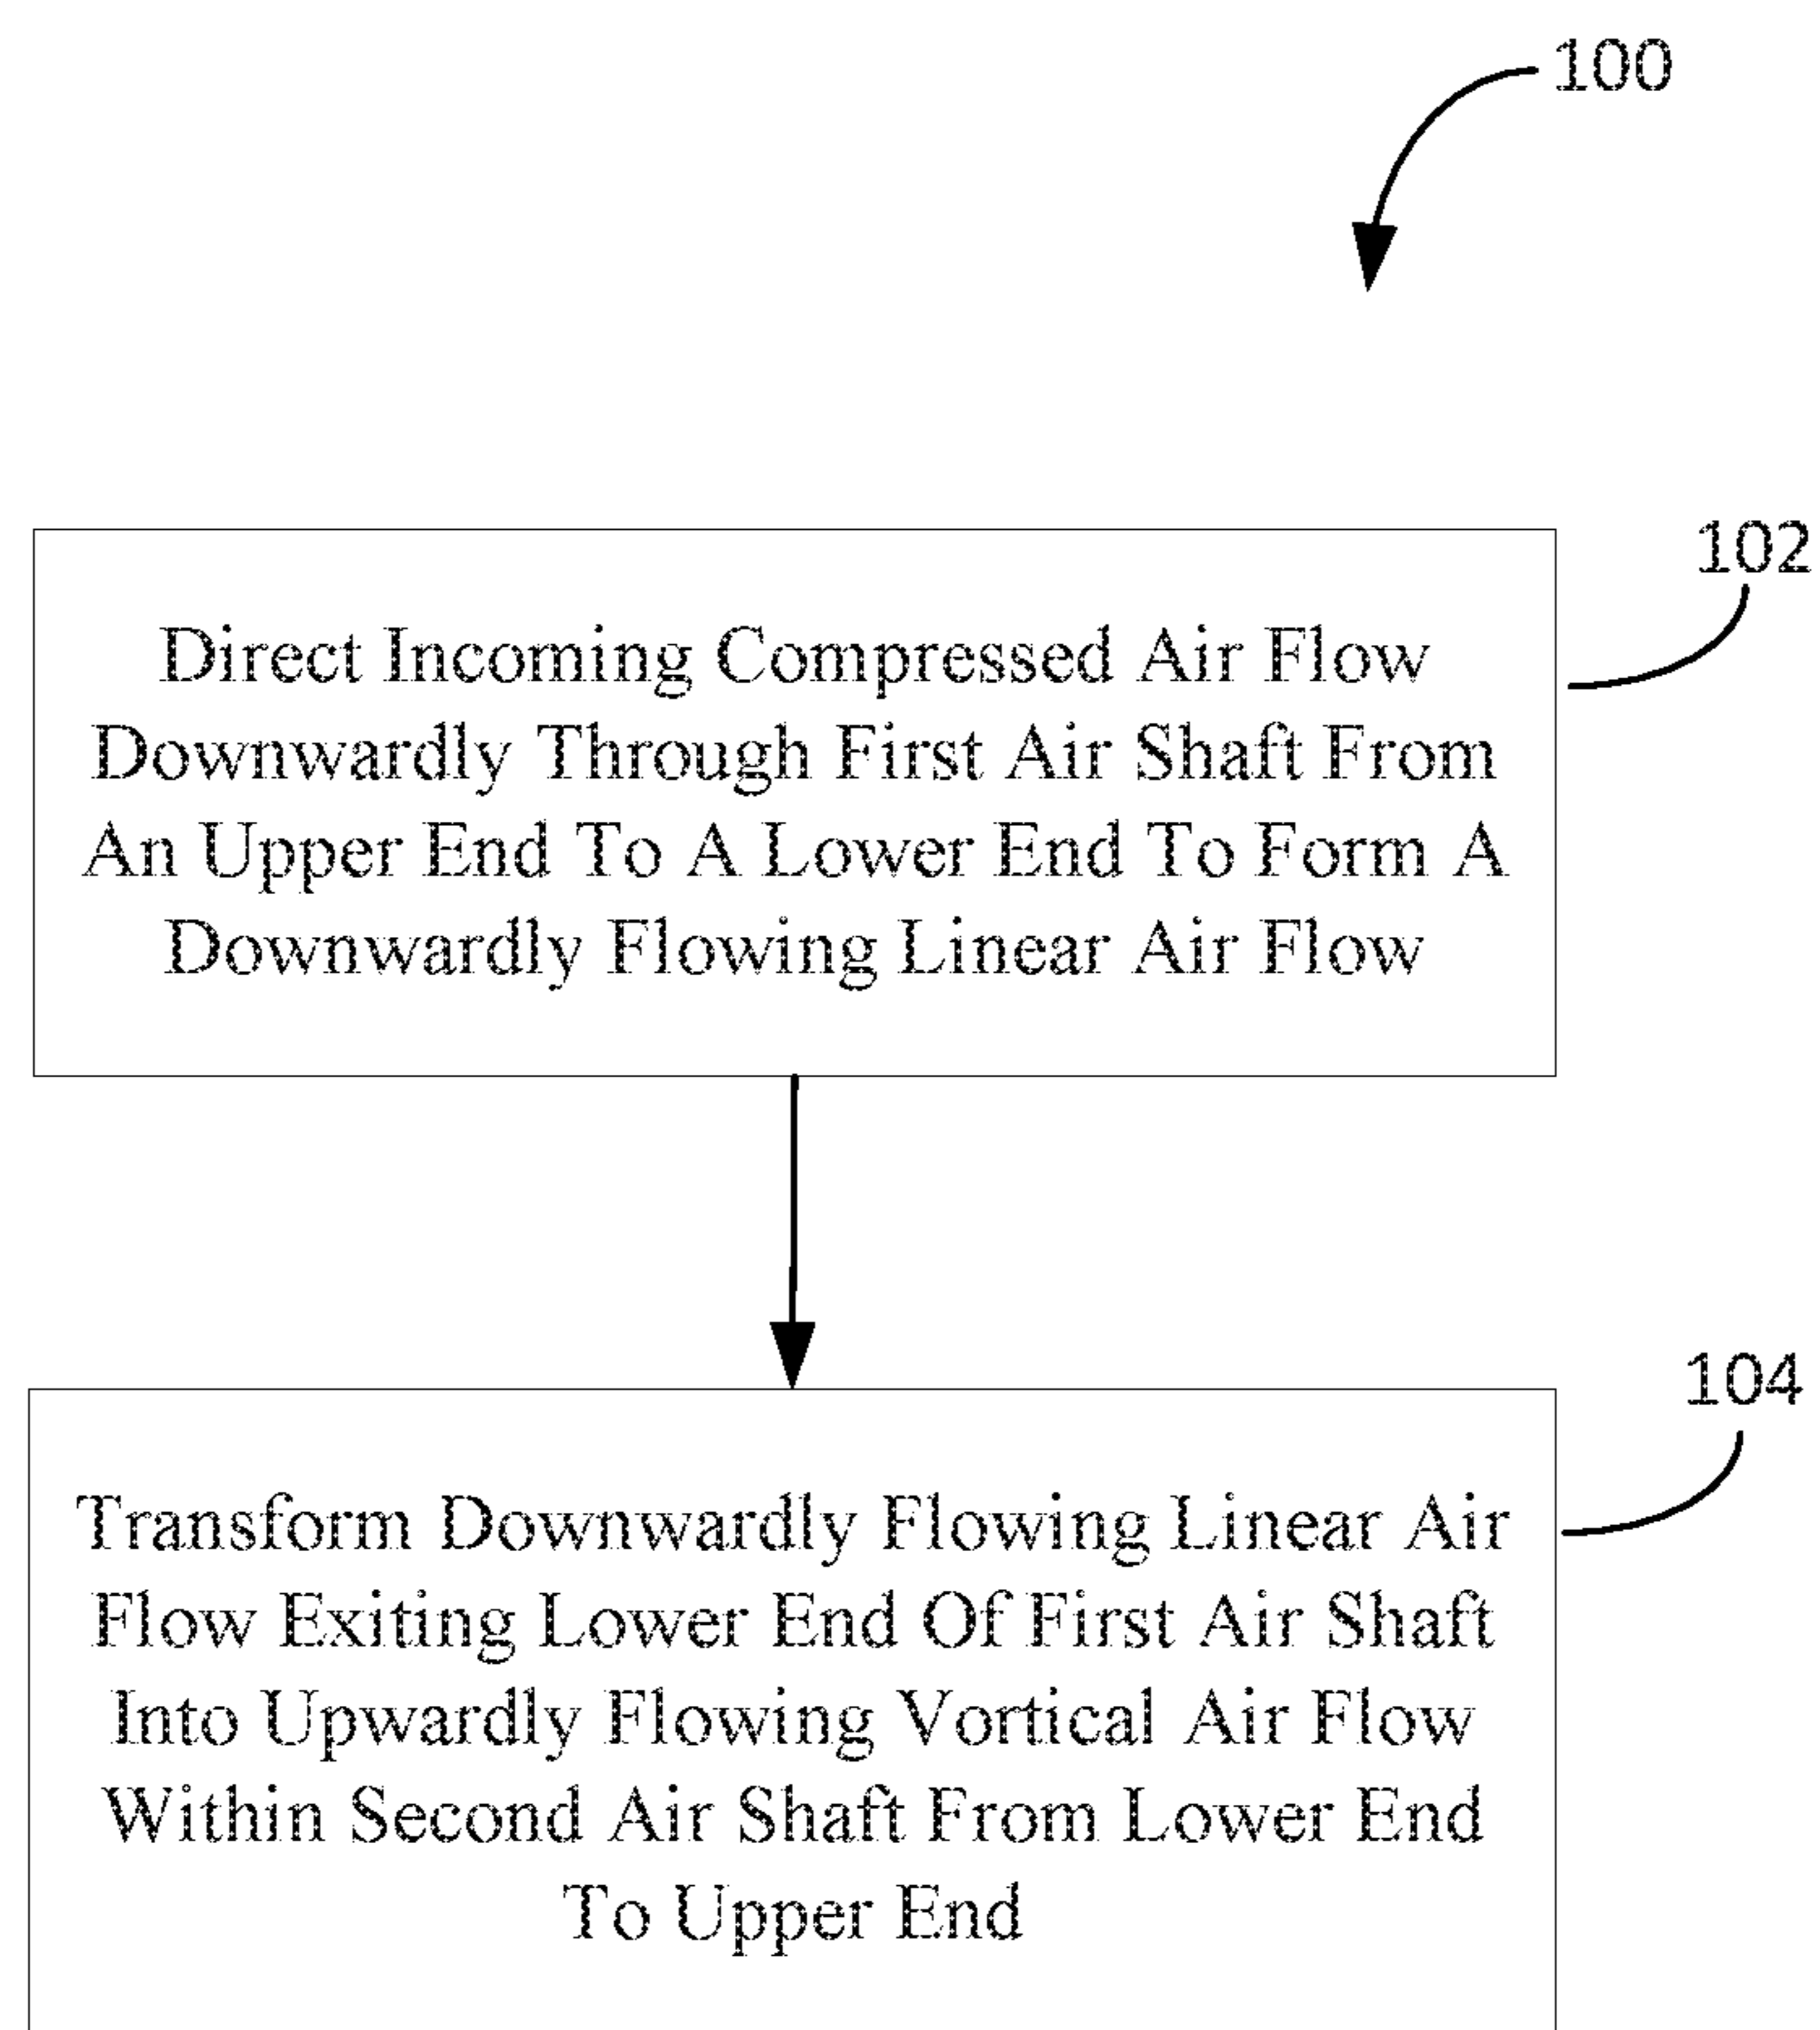 100
102
Direct Incoming Compressed Air Flow
Downwardly Through First Air Shaft From
An Upper End To A Lower End To Form A
Downwardly Flowing Linear Air Flow
104
Transform Downwardly Flowing Linear Air
Flow Exiting Lower End Of First Air Shaft
Into Upwardly Flowing Vortical Air Flow
Within Second Air Shaft From Lower End
To Upper End